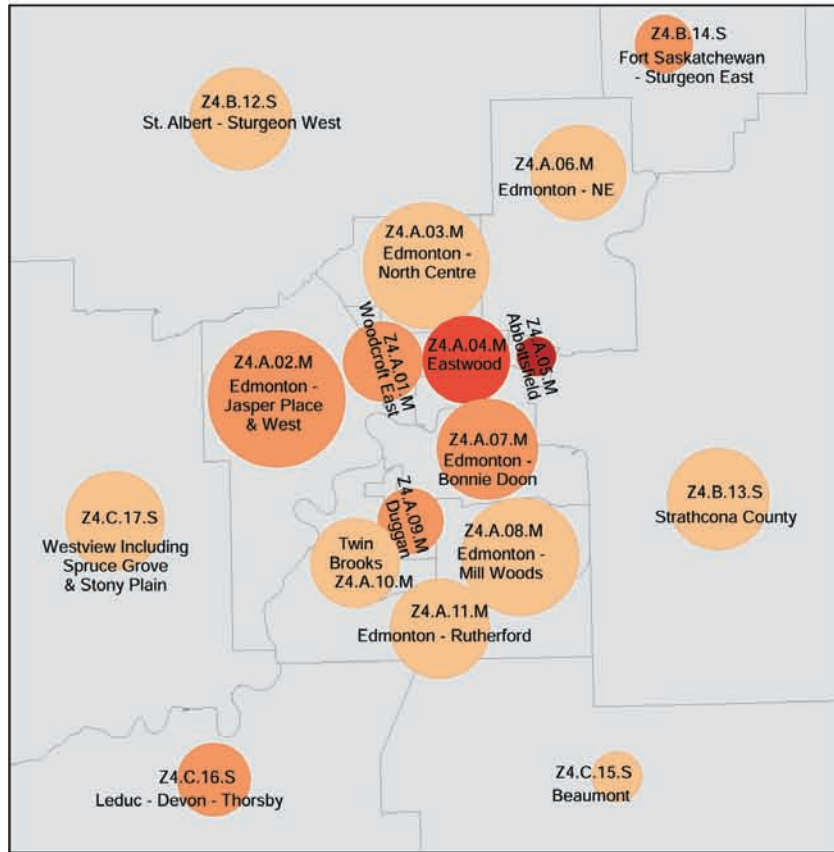 Z4.B.14.S
Fort Saskatchewan
- Sturgeon East
Z4.B.12.S
St. Albert - Sturgeon West
Z4.A.06.M
Edmonton - NE
Z4.A.03.M
Edmonton -
North Centre
Z4.A.01.M
Woodcroft East
Z4.A.04.M
Eastwood
Z4.A.05.M
Abbottsfield
Z4.A.02.M
Edmonton -
Jasper Place
& West
Z4.A.07.M
Edmonton -
Bonnie Doon
Z4.B.13.S
Strathcona County
Z4.C.17.S
Westview Including
Spruce Grove
& Stony Plain
Z4.A.09.M
Duggan
Twin
Brooks
Z4.A.10.M
Z4.A.08.M
Edmonton -
Mill Woods
Z4.A.11.M
Edmonton - Rutherford
Z4.C.16.S
Leduc - Devon - Thorsby
Z4.C.15.S
Beaumont